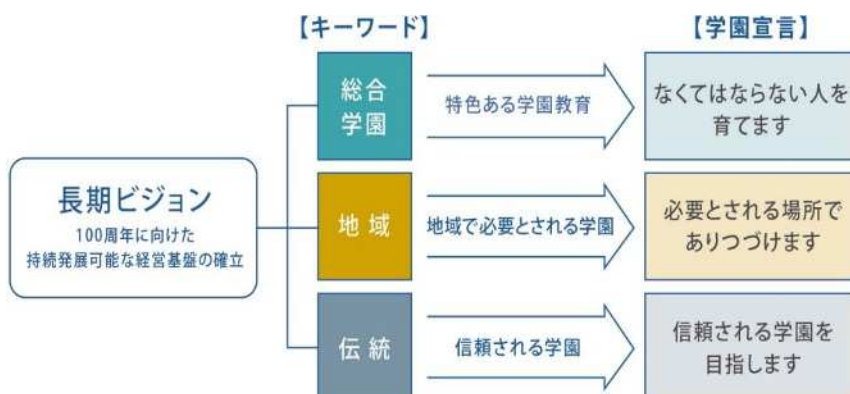 【キーワード】
【学園宣言】
長期ビジョン
100周年に向けた
持続発展可能な経営基盤の確立
総合
学園
特色ある学園教育
なくてはならない人を
育てます
地域
地域で必要とされる学園
必要とされる場所で
ありつづけます
伝統
信頼される学園
信頼される学園を
目指します